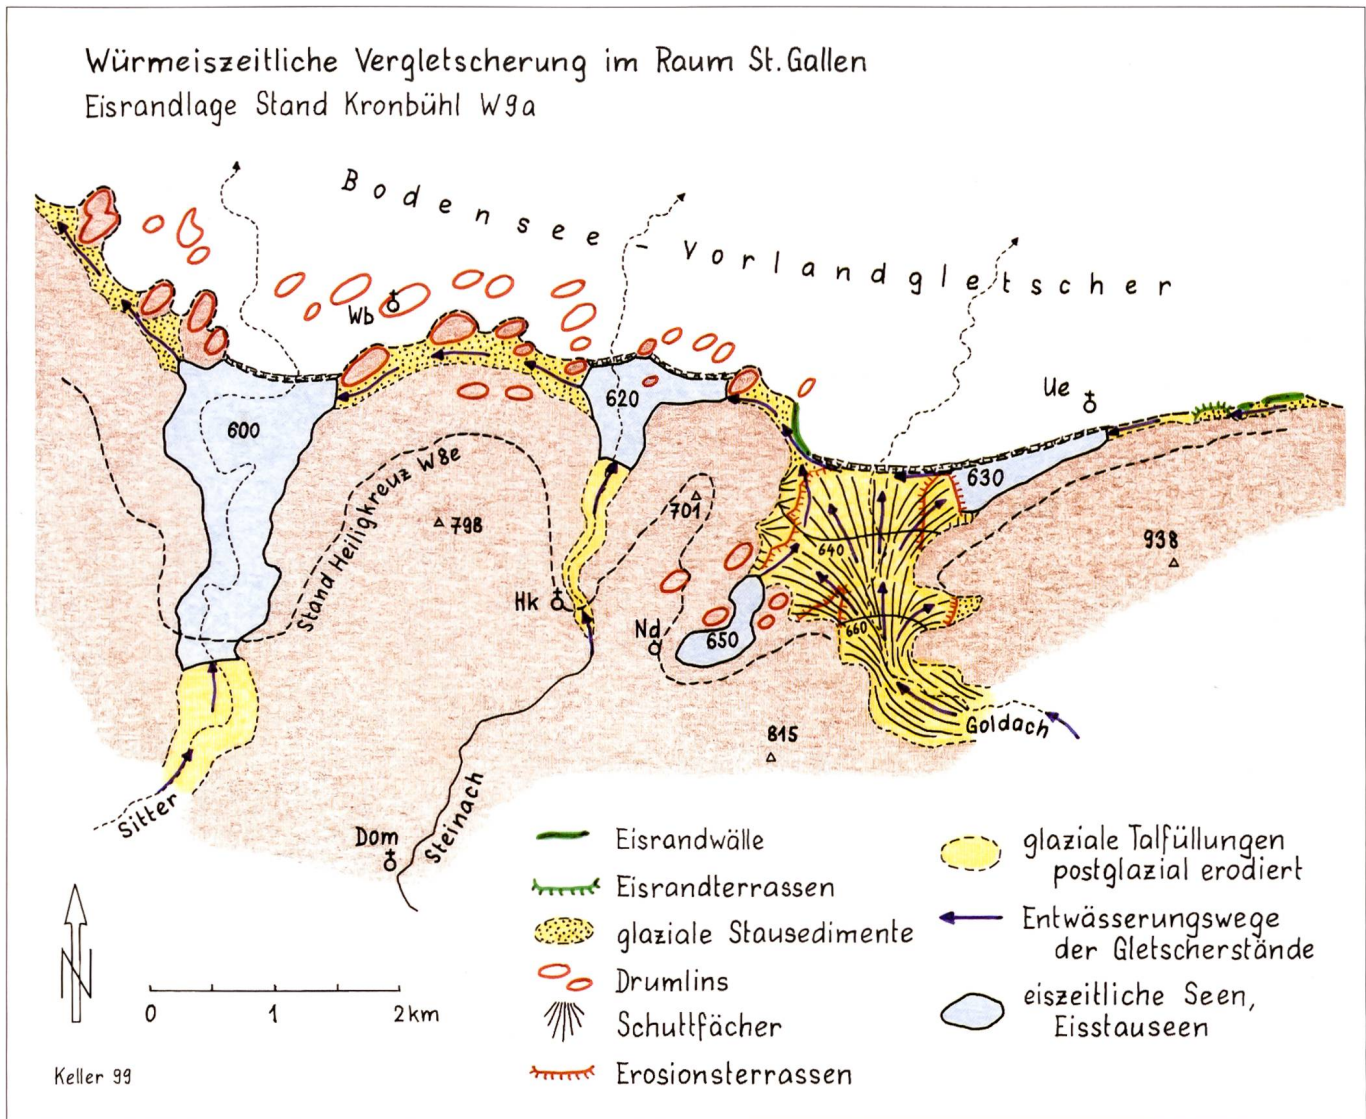 Würmeiszeitliche Vergletscherung im Raum St.Gallen
Eisrandlage Stand Kronbühl W9a
Bodensee-Vorlandgletscher
Wb
Ue
620
600
630
Stand Heiligkreuz W8e
798
701
640
938
Hk
Nd
650
660
815
Goldach
Sitter
Steinach
Dom
Eisrandwälle
Eisrandterrassen
glaziale Stausedimente
Drumlins
Schuttfächer
Erosionsterrassen
glaziale Talfüllungen
postglazial erodiert
Entwässerungswege
der Gletscherstände
eiszeitliche Seen,
Eisstauseen
N
0 1 2km
Keller 99